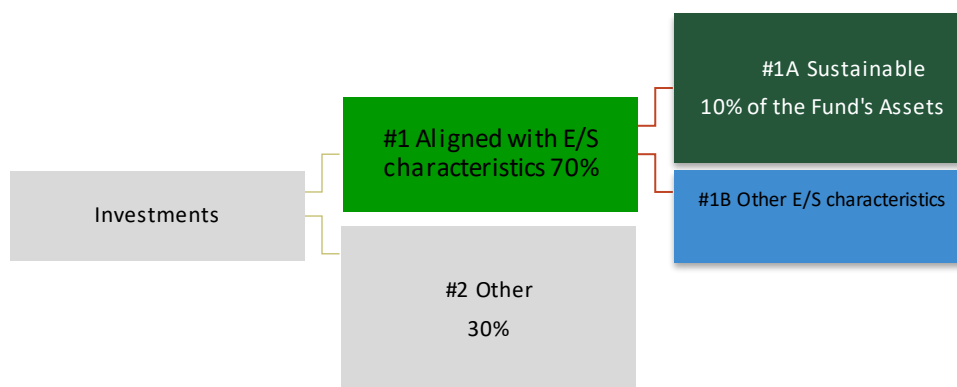 Investments
#1 Aligned with E/S
characteristics 70%
#2 Other
30%
#1A Sustainable
10% of the Fund's Assets
#1B Other E/S characteristics